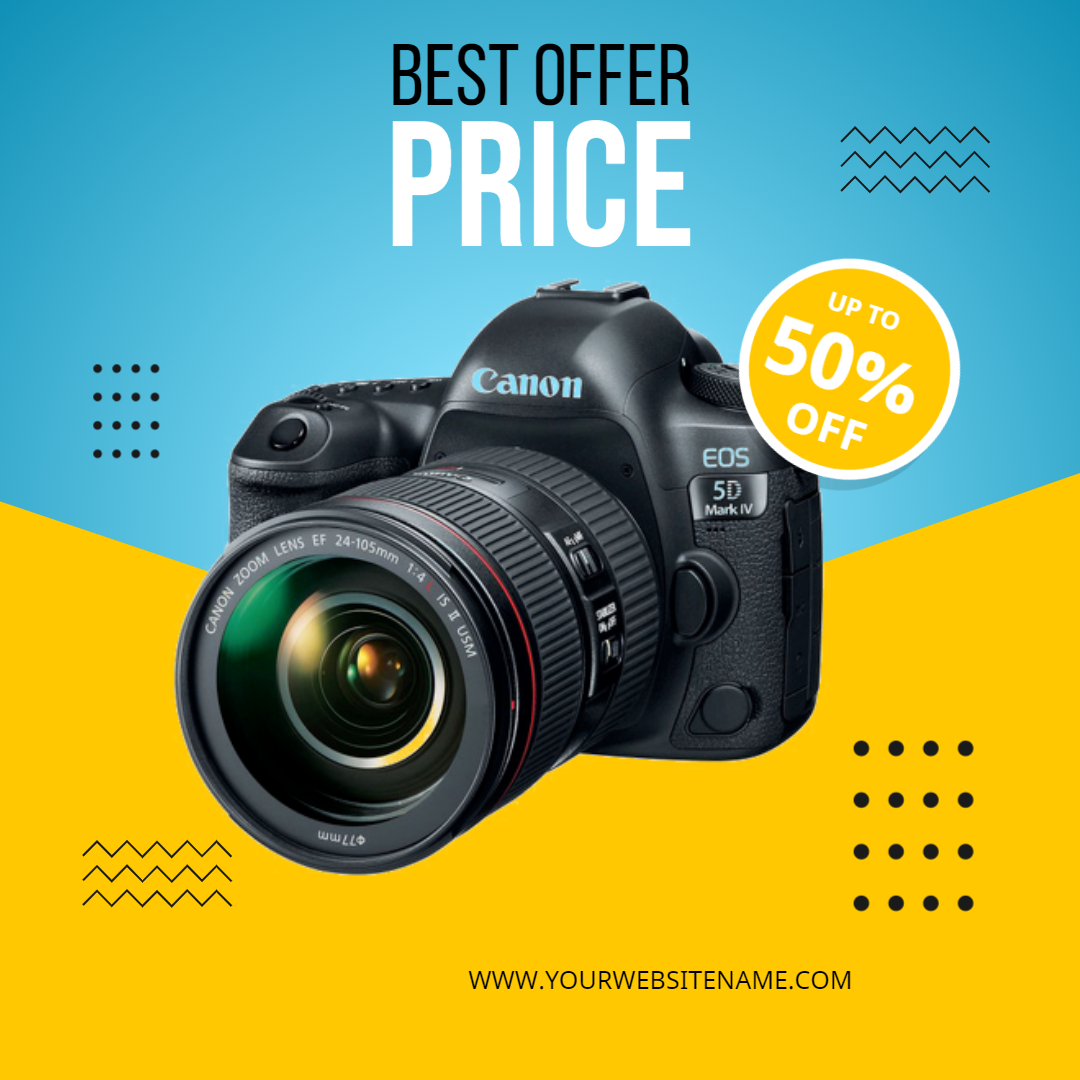 BEST OFFER
PRICE
UP TO
50%
OFF
Canon
EOS
5D
Mark IV
CANON ZOOM LENS EF 24-105mm 1:4 L IS II USM
Φ77mm
WWW.YOURWEBSITENAME.COM